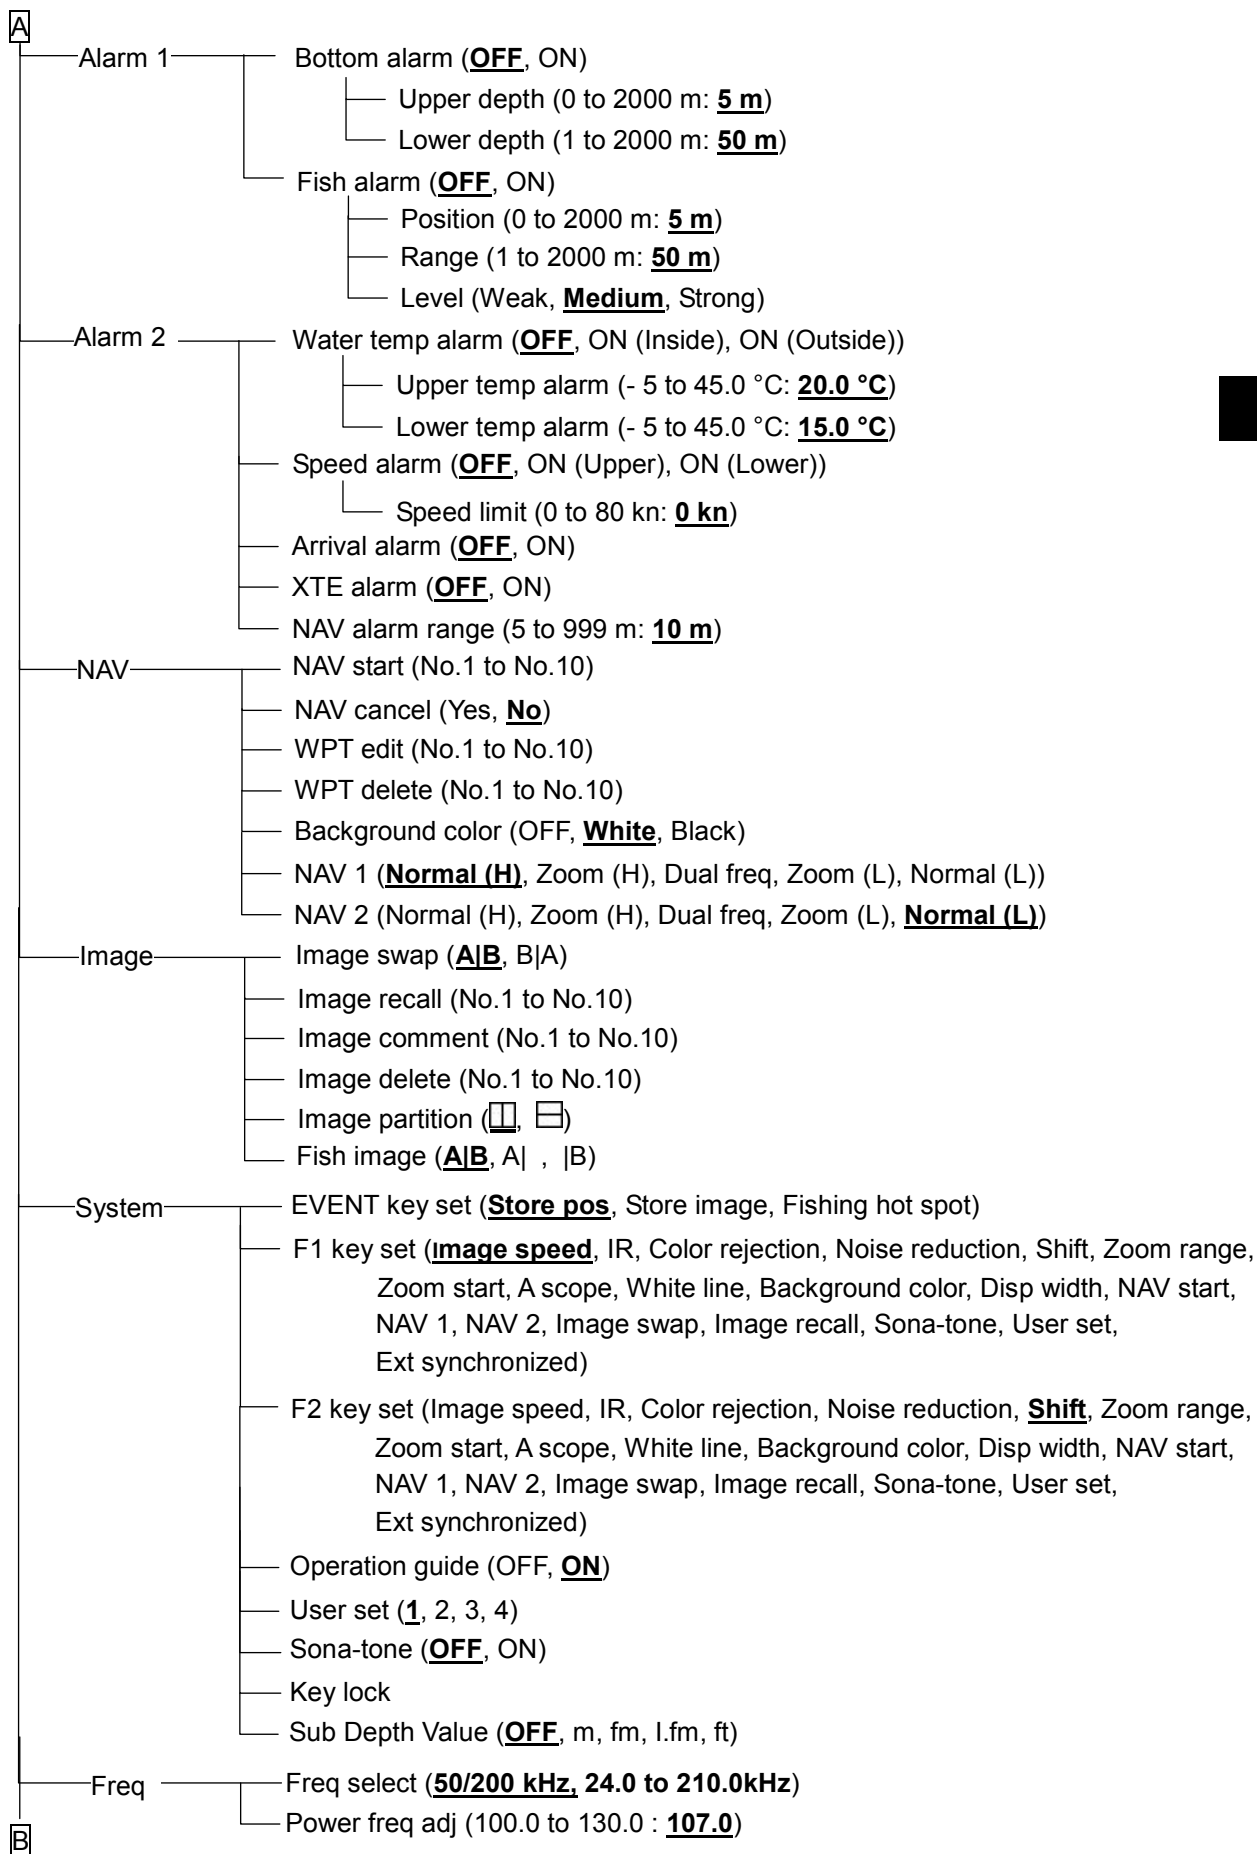 A
Alarm 1
Bottom alarm (OFF, ON)
Upper depth (0 to 2000 m: 5 m)
Lower depth (1 to 2000 m: 50 m)
Fish alarm (OFF, ON)
Position (0 to 2000 m: 5 m)
Range (1 to 2000 m: 50 m)
Level (Weak, Medium, Strong)
Alarm 2
Water temp alarm (OFF, ON (Inside), ON (Outside))
Upper temp alarm (- 5 to 45.0 °C: 20.0 °C)
Lower temp alarm (- 5 to 45.0 °C: 15.0 °C)
Speed alarm (OFF, ON (Upper), ON (Lower))
Speed limit (0 to 80 kn: 0 kn)
Arrival alarm (OFF, ON)
XTE alarm (OFF, ON)
NAV alarm range (5 to 999 m: 10 m)
NAV
NAV start (No.1 to No.10)
NAV cancel (Yes, No)
WPT edit (No.1 to No.10)
WPT delete (No.1 to No.10)
Background color (OFF, White, Black)
NAV 1 (Normal (H), Zoom (H), Dual freq, Zoom (L), Normal (L))
NAV 2 (Normal (H), Zoom (H), Dual freq, Zoom (L), Normal (L))
Image
Image swap (A|B, B|A)
Image recall (No.1 to No.10)
Image comment (No.1 to No.10)
Image delete (No.1 to No.10)
Image partition (, )
Fish image (A|B, A| , |B)
System
EVENT key set (Store pos, Store image, Fishing hot spot)
F1 key set (Image speed, IR, Color rejection, Noise reduction, Shift, Zoom range,
Zoom start, A scope, White line, Background color, Disp width, NAV start,
NAV 1, NAV 2, Image swap, Image recall, Sona-tone, User set,
Ext synchronized)
F2 key set (Image speed, IR, Color rejection, Noise reduction, Shift, Zoom range,
Zoom start, A scope, White line, Background color, Disp width, NAV start,
NAV 1, NAV 2, Image swap, Image recall, Sona-tone, User set,
Ext synchronized)
Operation guide (OFF, ON)
User set (1, 2, 3, 4)
Sona-tone (OFF, ON)
Key lock
Sub Depth Value (OFF, m, fm, I.fm, ft)
Freq
Freq select (50/200 kHz, 24.0 to 210.0kHz)
Power freq adj (100.0 to 130.0 : 107.0)
B